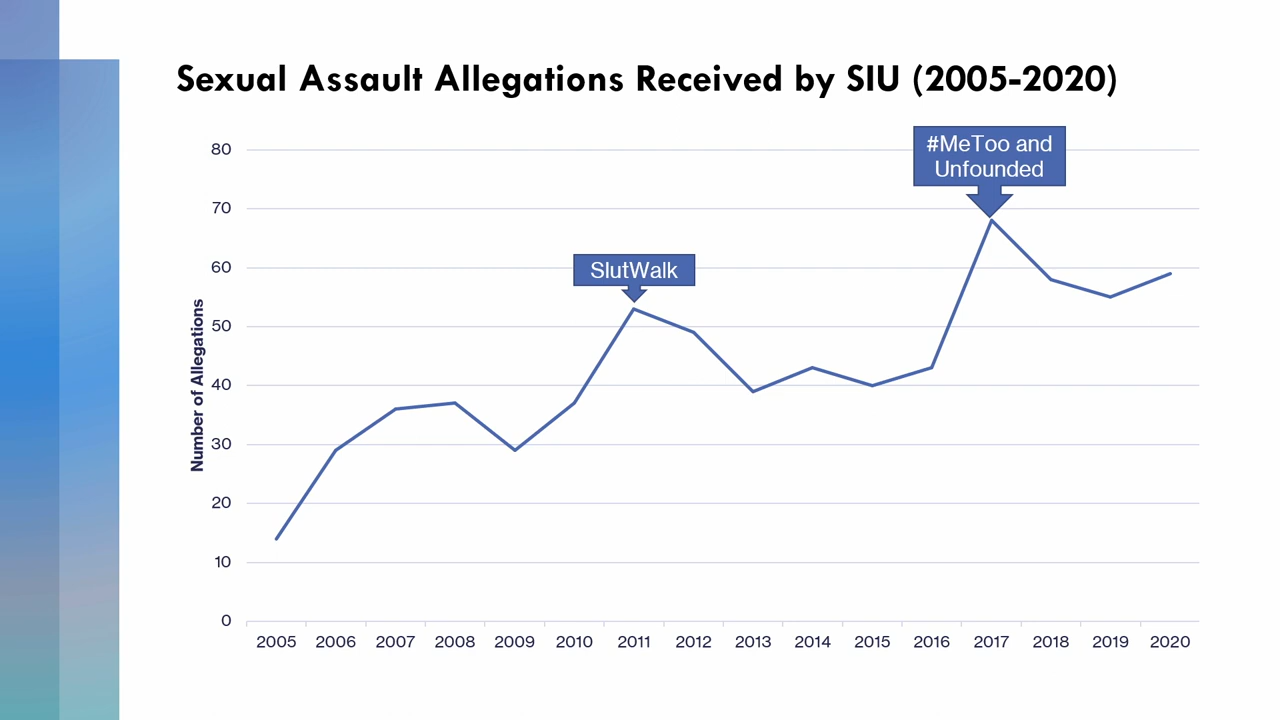 Sexual Assault Allegations Received by SIU (2005-2020)
#MeToo and
Unfounded
SlutWalk
Number of Allegations
80
70
60
50
40
30
20
10
0
2005 2006 2007 2008 2009 2010 2011 2012 2013 2014 2015 2016 2017 2018 2019 2020